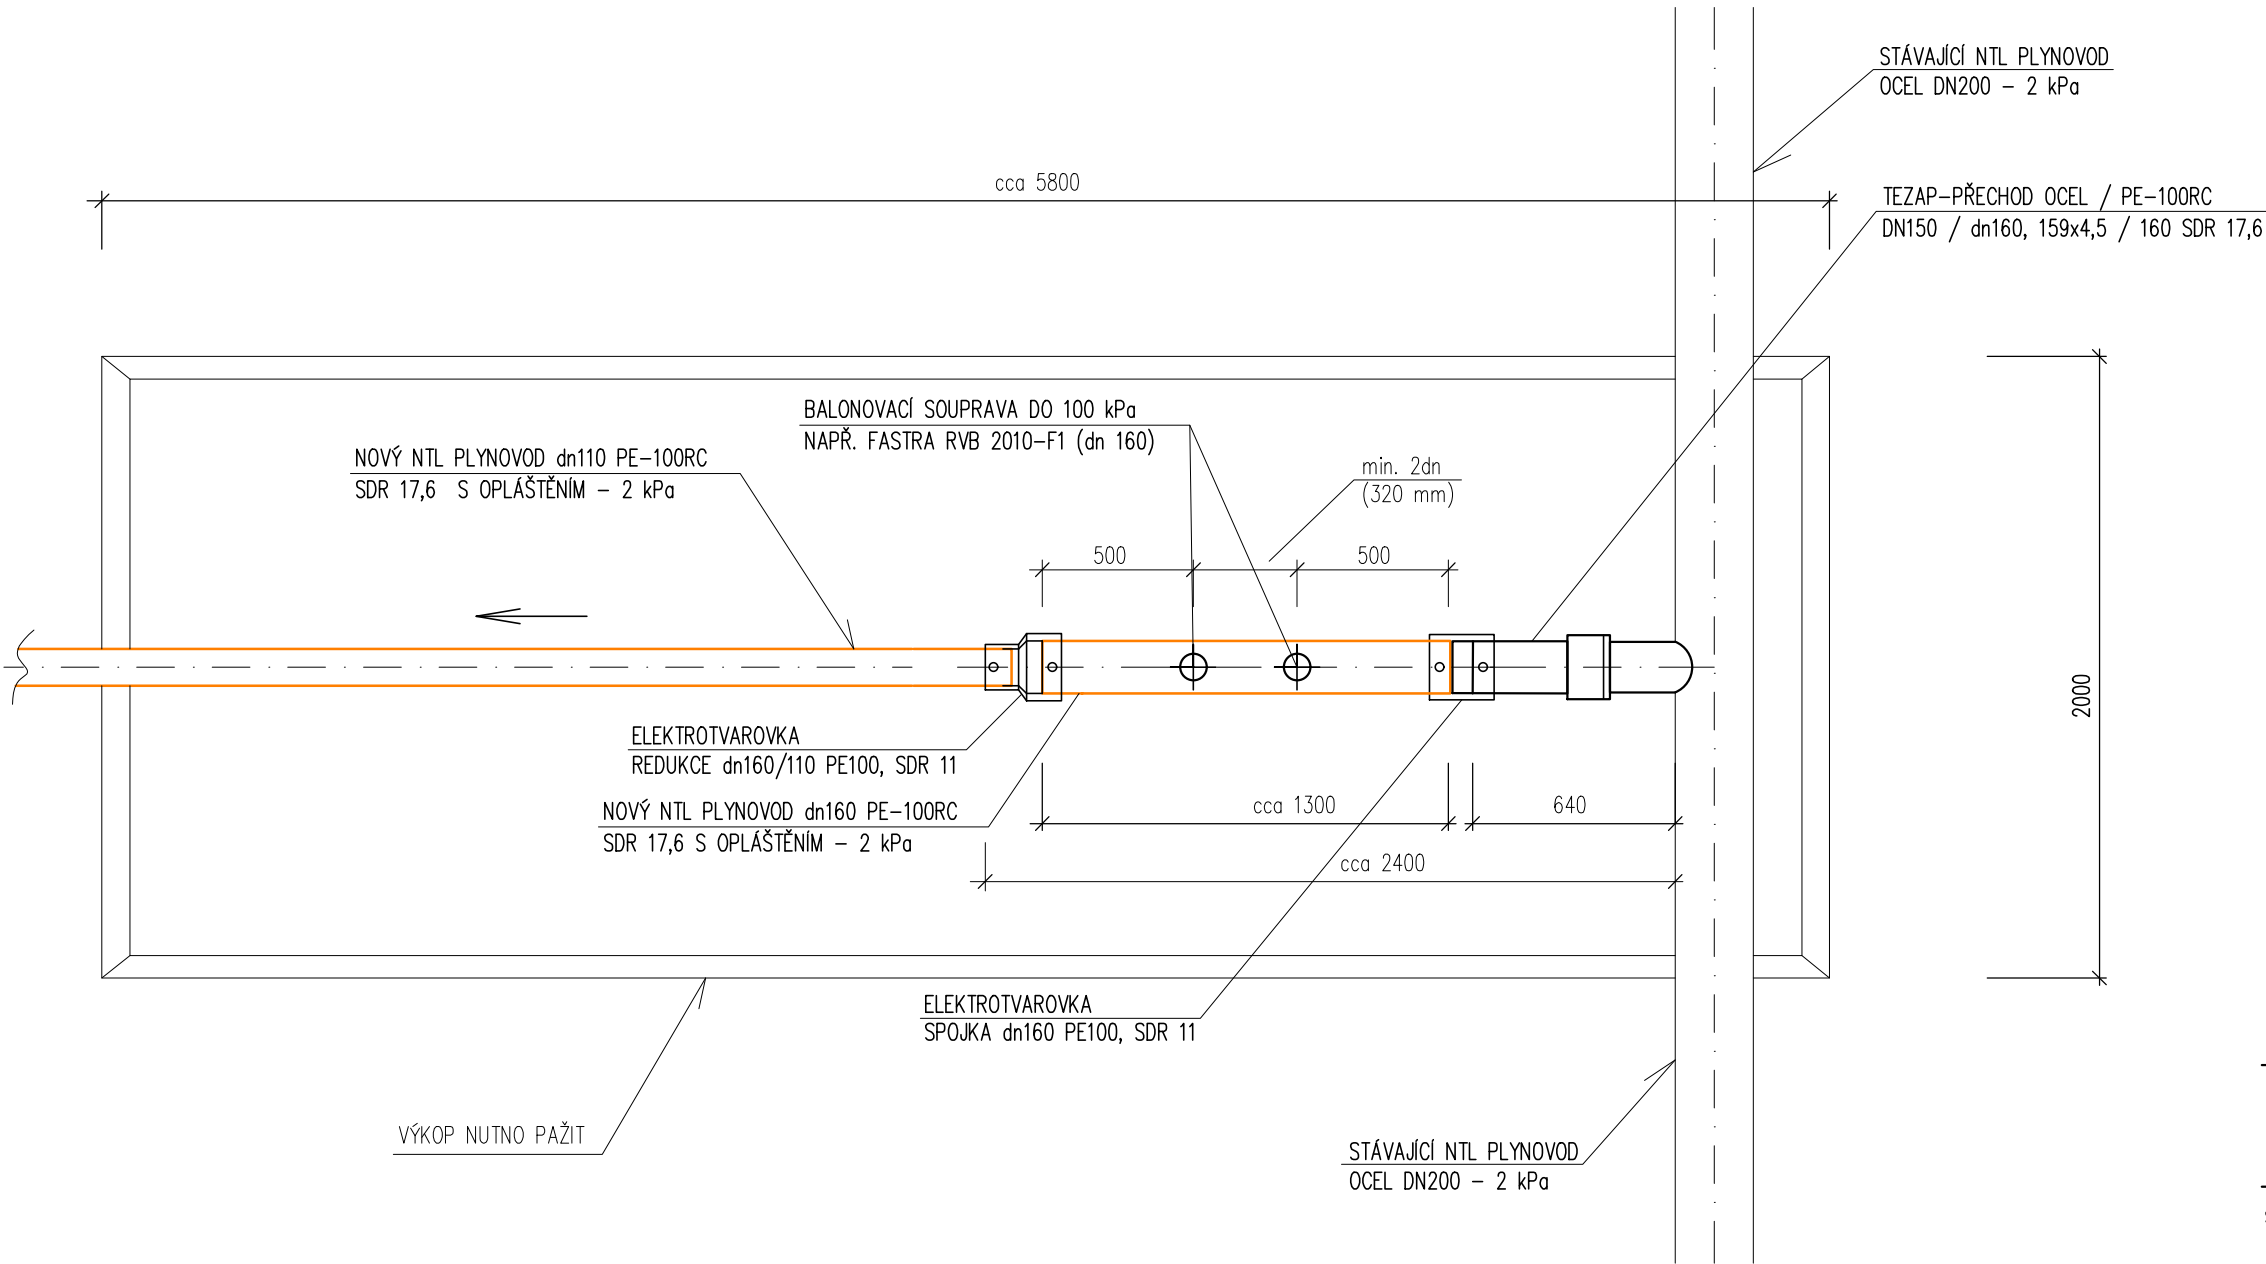 STÁVAJÍCÍ NTL PLYNOVOD
OCEL DN200 – 2 kPa
cca 5800
TEZAP–PŘECHOD OCEL / PE–100RC
DN150 / dn160, 159x4,5 / 160 SDR 17,6
BALONOVACÍ SOUPRAVA DO 100 kPa
NAPŘ. FASTRA RVB 2010–F1 (dn 160)
NOVÝ NTL PLYNOVOD dn110 PE–100RC
SDR 17,6 S OPLÁŠTĚNÍM – 2 kPa
min. 2dn
(320 mm)
500
500
2000
ELEKTROTVAROVKA
REDUKCE dn160/110 PE100, SDR 11
NOVÝ NTL PLYNOVOD dn160 PE–100RC
SDR 17,6 S OPLÁŠTĚNÍM – 2 kPa
cca 1300
640
cca 2400
ELEKTROTVAROVKA
SPOJKA dn160 PE100, SDR 11
VÝKOP NUTNO PAŽIT
STÁVAJÍCÍ NTL PLYNOVOD
OCEL DN200 – 2 kPa